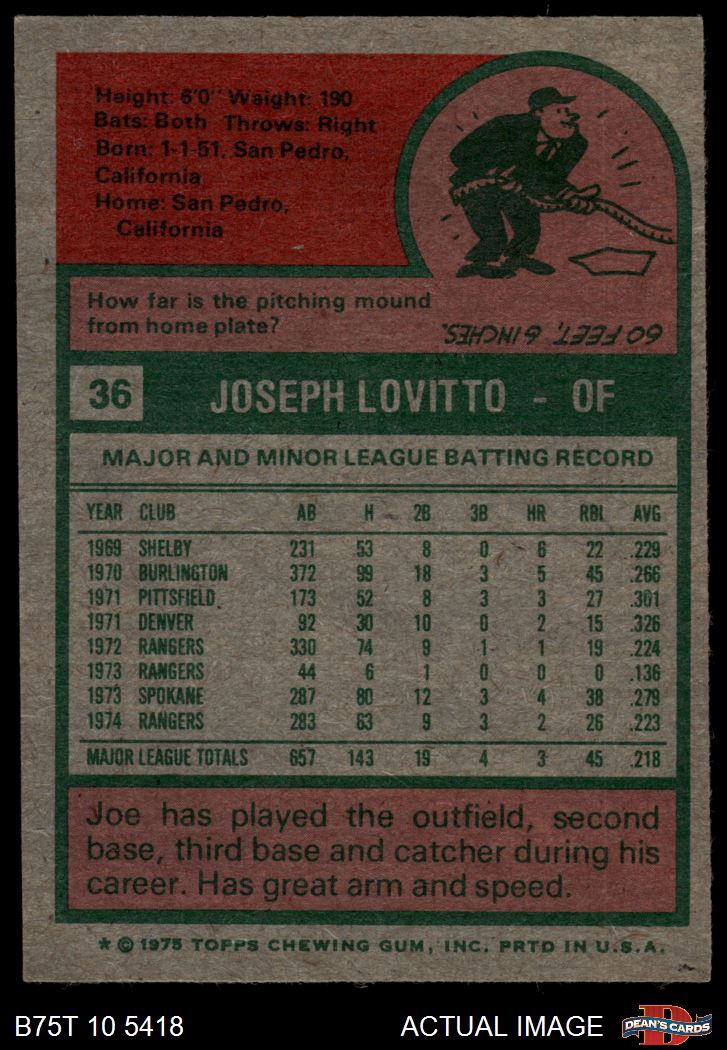 Height: 6'0" Weight: 190
Bats: Both Throws: Right
Born: 1-1-51, San Pedro,
California
Home: San Pedro,
California
How far is the pitching mound
from home plate?
60 FEET, 6 INCHES.
36 JOSEPH LOVITTO - OF
MAJOR AND MINOR LEAGUE BATTING RECORD
YEAR CLUB AB H 2B 3B HR RBI AVG
1969 SHELBY 231 53 8 0 6 22 .229
1970 BURLINGTON 372 99 18 3 5 45 .266
1971 PITTSFIELD 173 52 8 3 3 27 .301
1971 DENVER 92 30 10 0 2 15 .326
1972 RANGERS 330 74 9 1 1 19 .224
1973 RANGERS 44 6 1 0 0 0 .136
1973 SPOKANE 287 80 12 3 4 38 .279
1974 RANGERS 283 63 9 3 2 26 .223
MAJOR LEAGUE TOTALS 657 143 19 4 3 45 .218
Joe has played the outfield, second
base, third base and catcher during his
career. Has great arm and speed.
* © 1975 TOPPS CHEWING GUM, INC. PRTD IN U.S.A.
B75T 10 5418 ACTUAL IMAGE D DEAN'S CARDS